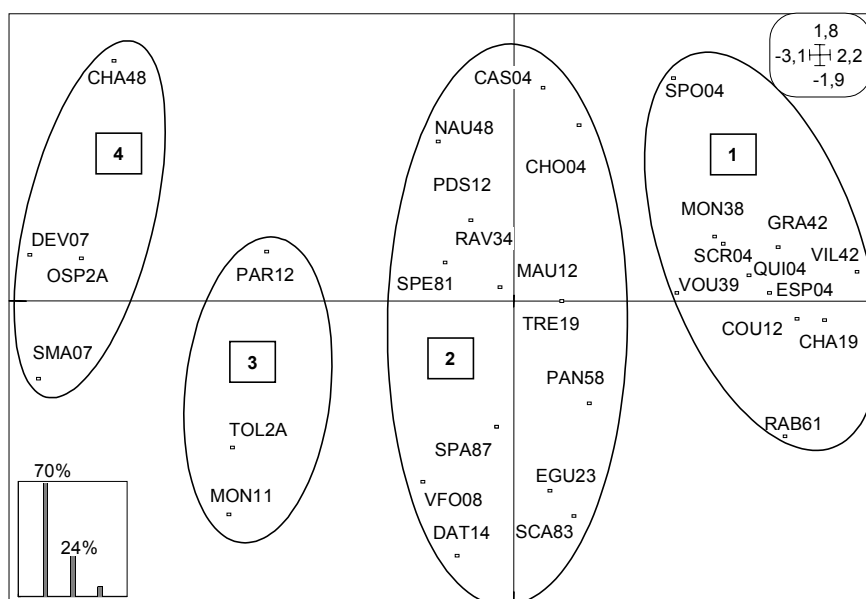 1,8
-3,1 2,2
-1,9
CHA48
CAS04
SPO04
NAU48
CHO04
4
1
PDS12
MON38
GRA42
DEV07
RAV34
SCR04
VIL42
OSP2A
PAR12
SPE81
MAU12
QUI04
VOU39
ESP04
TRE19
COU12
CHA19
SMA07
3
2
PAN58
TOL2A
SPA87
RAB61
70%
EGU23
MON11
VFO08
SCA83
24%
DAT14